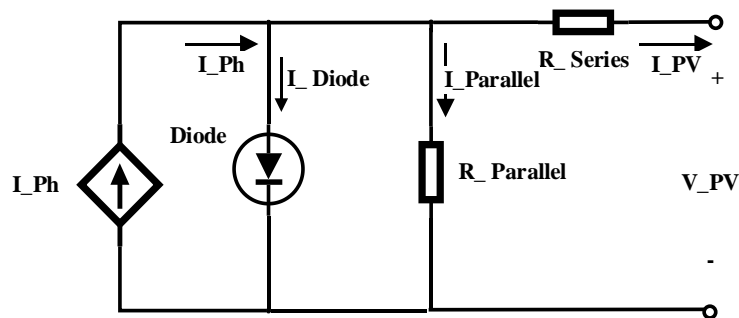 I_Ph
I_ Diode
I_Parallel
R_ Series
I_PV
+
Diode
I_Ph
R_ Parallel
V_PV
-